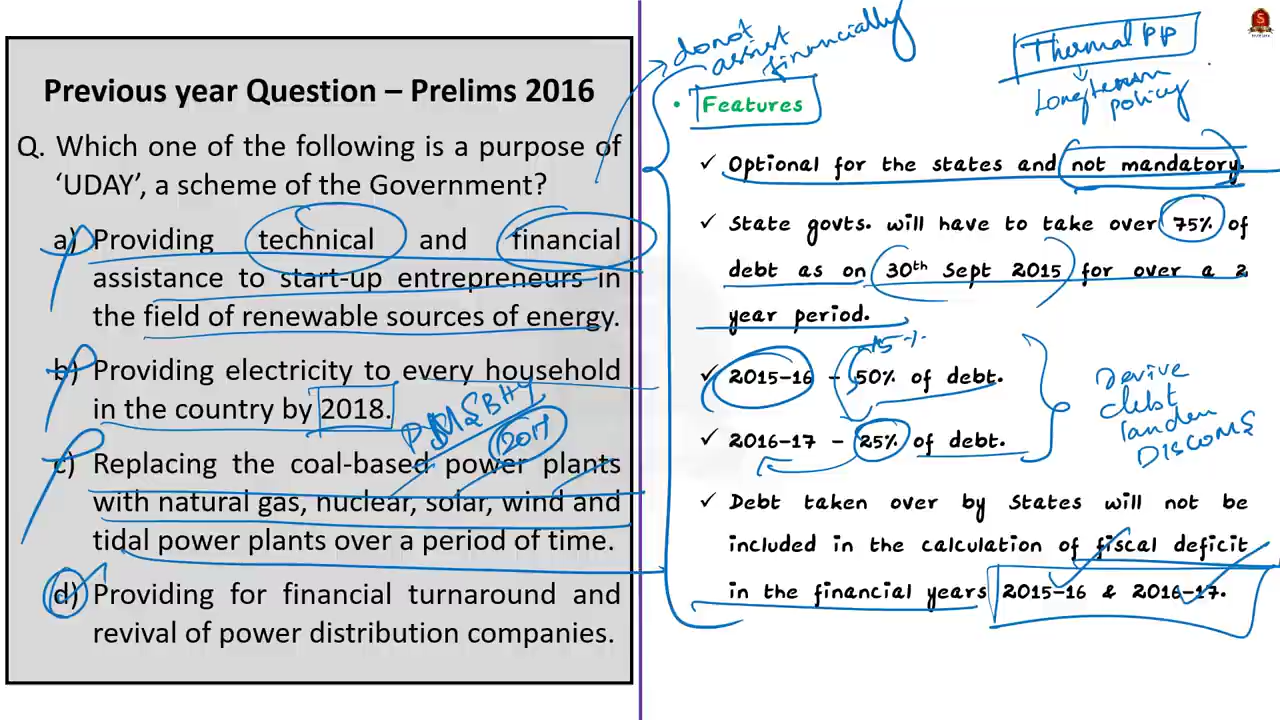 Previous year Question – Prelims 2016
Q. Which one of the following is a purpose of
‘UDAY’, a scheme of the Government?
a) Providing technical and financial
assistance to start-up entrepreneurs in
the field of renewable sources of energy.
b) Providing electricity to every household
in the country by 2018.
c) Replacing the coal-based power plants
with natural gas, nuclear, solar, wind and
tidal power plants over a period of time.
d) Providing for financial turnaround and
revival of power distribution companies.
2017
do not
assist
financially
Thermal PP
Long term
policy
• Features
✓ Optional for the states and not mandatory.
✓ State govts. will have to take over 75% of
debt as on 30th Sept 2015 for over a 2
year period.
✓ 2015-16 – 50% of debt.
✓ 2016-17 – 25% of debt.
debt
DISCOMS
✓ Debt taken over by States will not be
included in the calculation of fiscal deficit
in the financial years 2015-16 & 2016-17.